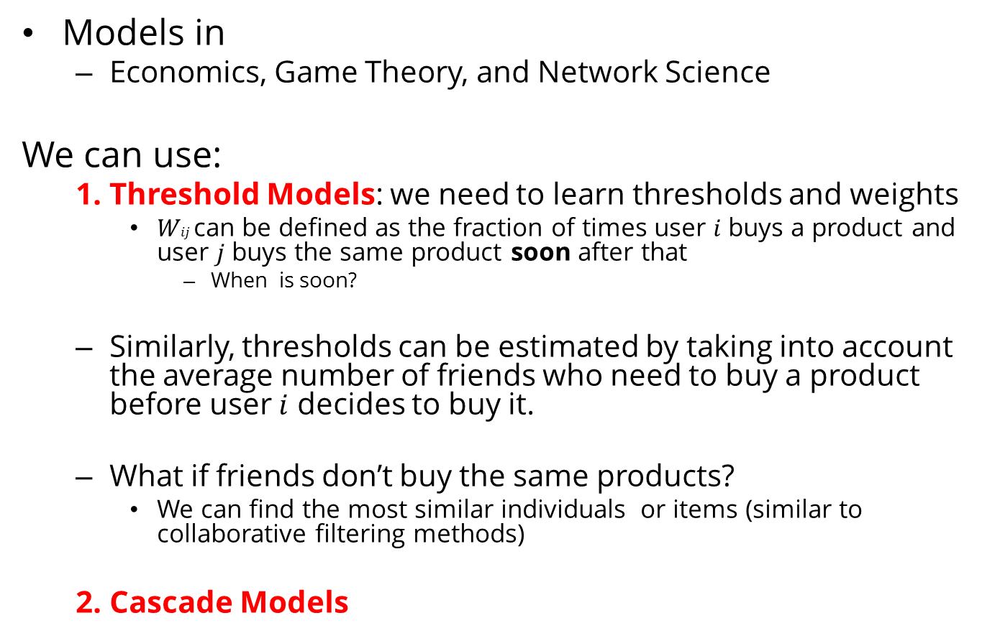 • Models in
– Economics, Game Theory, and Network Science
We can use:
1. Threshold Models: we need to learn thresholds and weights
• Wij can be defined as the fraction of times user i buys a product and
user j buys the same product soon after that
– When is soon?
– Similarly, thresholds can be estimated by taking into account
the average number of friends who need to buy a product
before user i decides to buy it.
– What if friends don’t buy the same products?
• We can find the most similar individuals or items (similar to
collaborative filtering methods)
2. Cascade Models